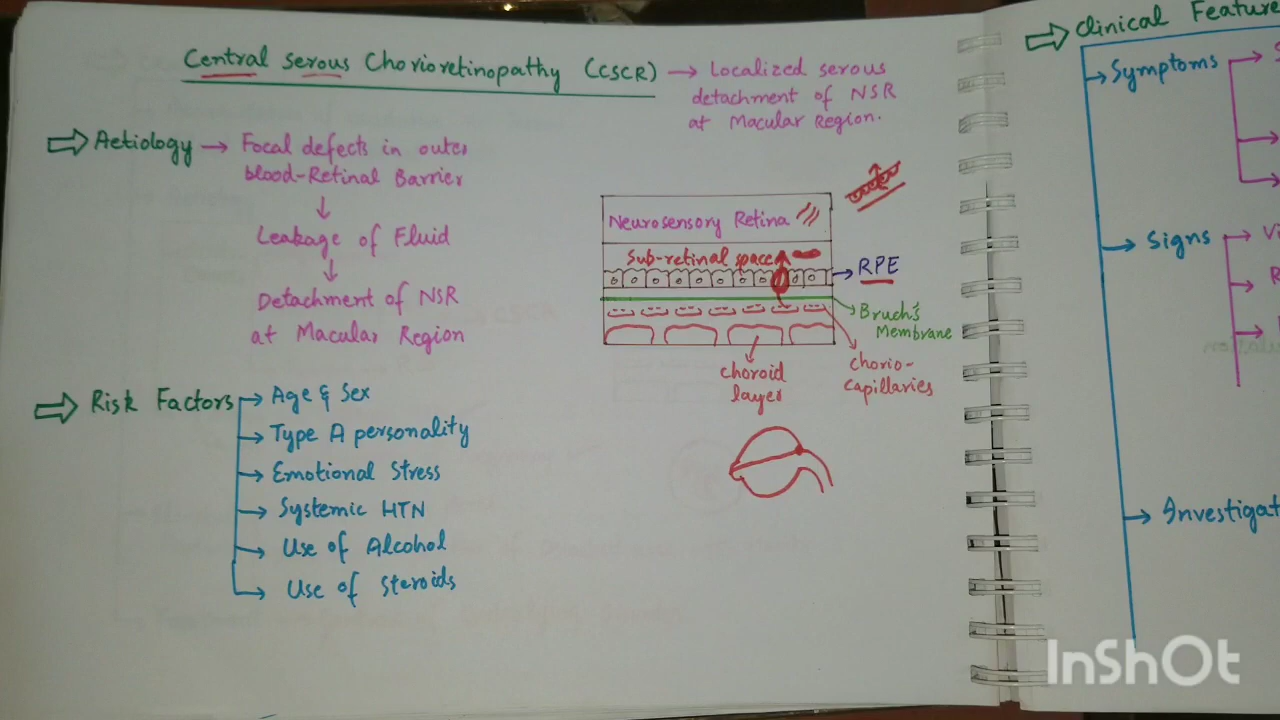 Central serous Chorioretinopathy (CSCR) → Localized serous
detachment of NSR
at Macular Region.
⇒ Aetiology → Focal defects in outer
blood-Retinal Barrier
↓
Leakage of Fluid
↓
Detachment of NSR
at Macular Region
Neurosensory Retina
Sub-retinal space
→ RPE
Bruch's
Membrane
chorio-
capillaries
choroid
layer
⇒ Risk Factors → Age & Sex
→ Type A personality
→ Emotional Stress
→ Systemic HTN
→ Use of Alcohol
→ Use of Steroids
⇒ Clinical Feature
→ Symptoms
→ Signs
→ Vi
→ Investigat
InShOt